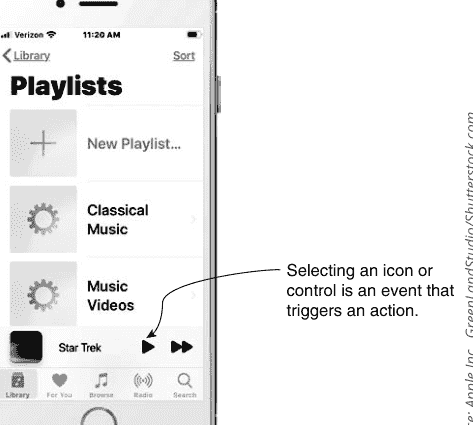 Verizon 11:20 AM
Library Sort
Playlists
New Playlist...
Classical
Music
Music
Videos
Star Trek
Library For You Browse Radio Search
Selecting an icon or
control is an event that
triggers an action.
Apple Inc., GreenLandStudio/Shutterstock.com